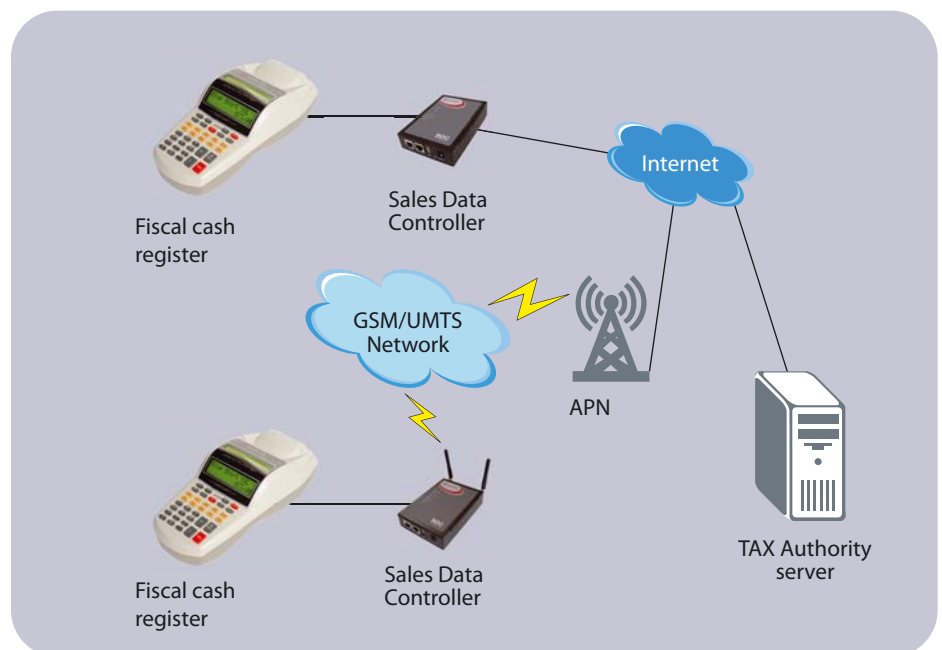 Internet
Sales Data
Controller
Fiscal cash
register
GSM/UMTS
Network
APN
TAX Authority
server
Sales Data
Controller
Fiscal cash
register